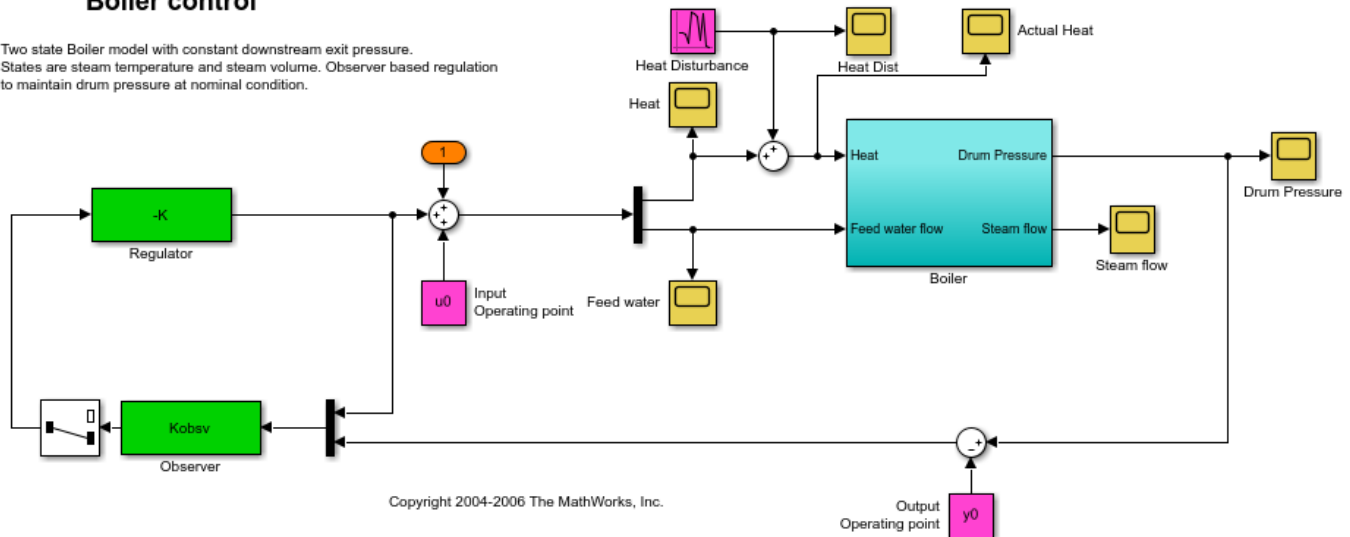 Boiler control
Two state Boiler model with constant downstream exit pressure.
States are steam temperature and steam volume. Observer based regulation
to maintain drum pressure at nominal condition.
Heat Disturbance
Heat Dist
Actual Heat
Heat
1
-K
Regulator
+
+
+
+
+
Heat
Drum Pressure
Feed water flow
Steam flow
Boiler
Drum Pressure
Steam flow
u0
Input
Operating point
Feed water
Kobsv
Observer
0
- +
Copyright 2004-2006 The MathWorks, Inc.
Output
Operating point
y0